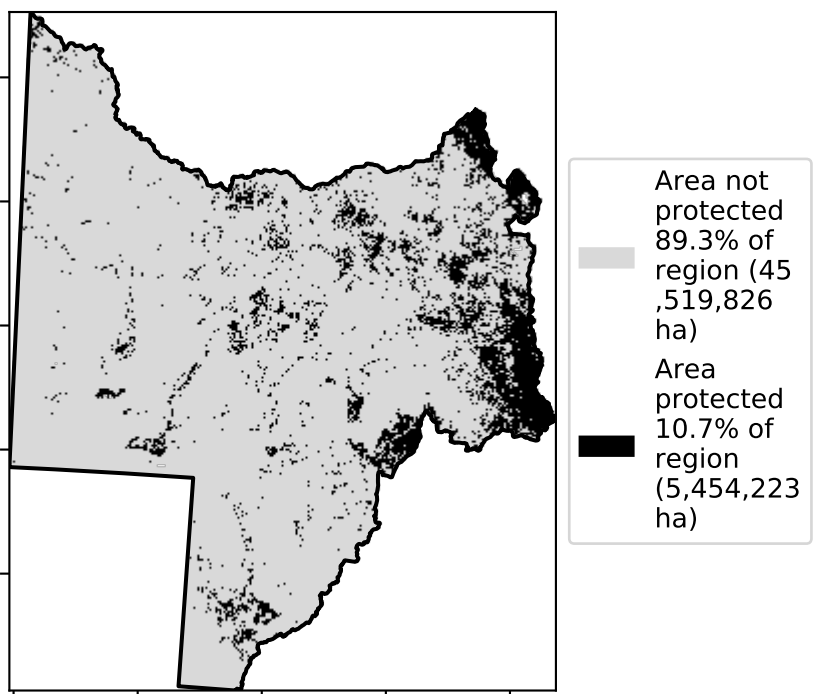 Area not
protected
89.3% of
region (45
,519,826
ha)
Area
protected
10.7% of
region
(5,454,223
ha)